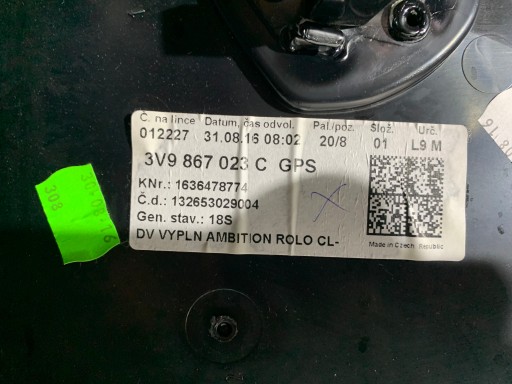 Č. na lince Datum, čas odvol. Pal./poz. Slož. Urč.
012227 31.08.16 08:02 20/8 01 L9 M
3V9 867 023 C GPS
KNr.: 1636478774
Č.d.: 132653029004
Gen. stav.: 18S
DV VYPLN AMBITION ROLO CL-
Made in Czech Republic
308